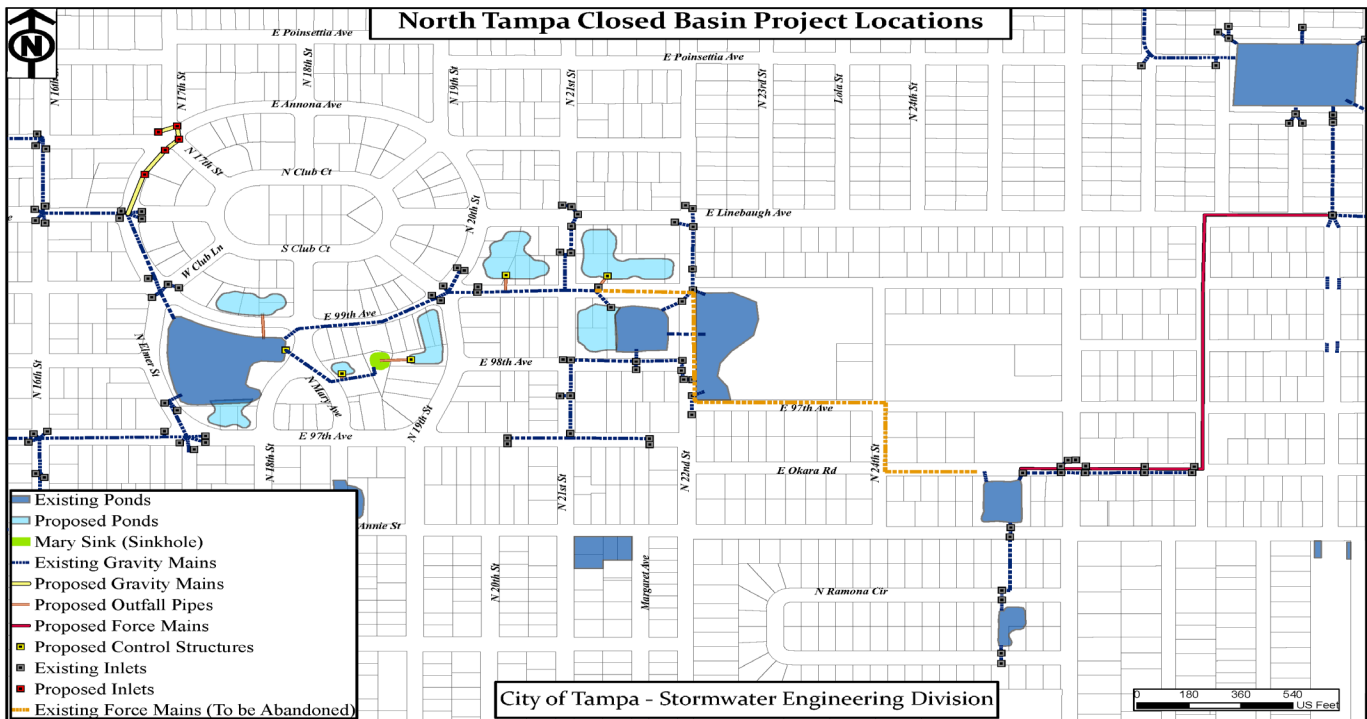 North Tampa Closed Basin Project Locations
N
E Poinsettia Ave
E Poinsettia Ave
N 16th St
N 17th St
N 18th St
N 19th St
N 21st St
N 23rd St
Lola St
N 24th St
E Annona Ave
N 17th St
N Club Ct
N 20th St
E Linebaugh Ave
S Club Ct
W Club Ln
E 99th Ave
N Elmer St
N 16th St
E 98th Ave
N Mary Ave
N 19th St
E 97th Ave
E 97th Ave
N 18th St
N 21st St
N 22nd St
E Okara Rd
N 24th St
Annie St
N 20th St
Margaret Ave
N Ramona Cir
Existing Ponds
Proposed Ponds
Mary Sink (Sinkhole)
Existing Gravity Mains
Proposed Gravity Mains
Proposed Outfall Pipes
Proposed Force Mains
Proposed Control Structures
Existing Inlets
Proposed Inlets
Existing Force Mains (To be Abandoned)
City of Tampa - Stormwater Engineering Division
0 180 360 540
US Feet